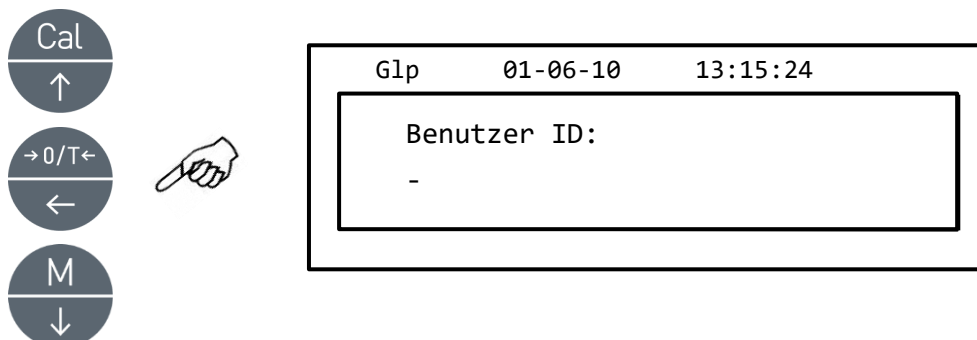 Cal
↑
→0/T←
←
M
↓
Glp 01-06-10 13:15:24
Benutzer ID:
-